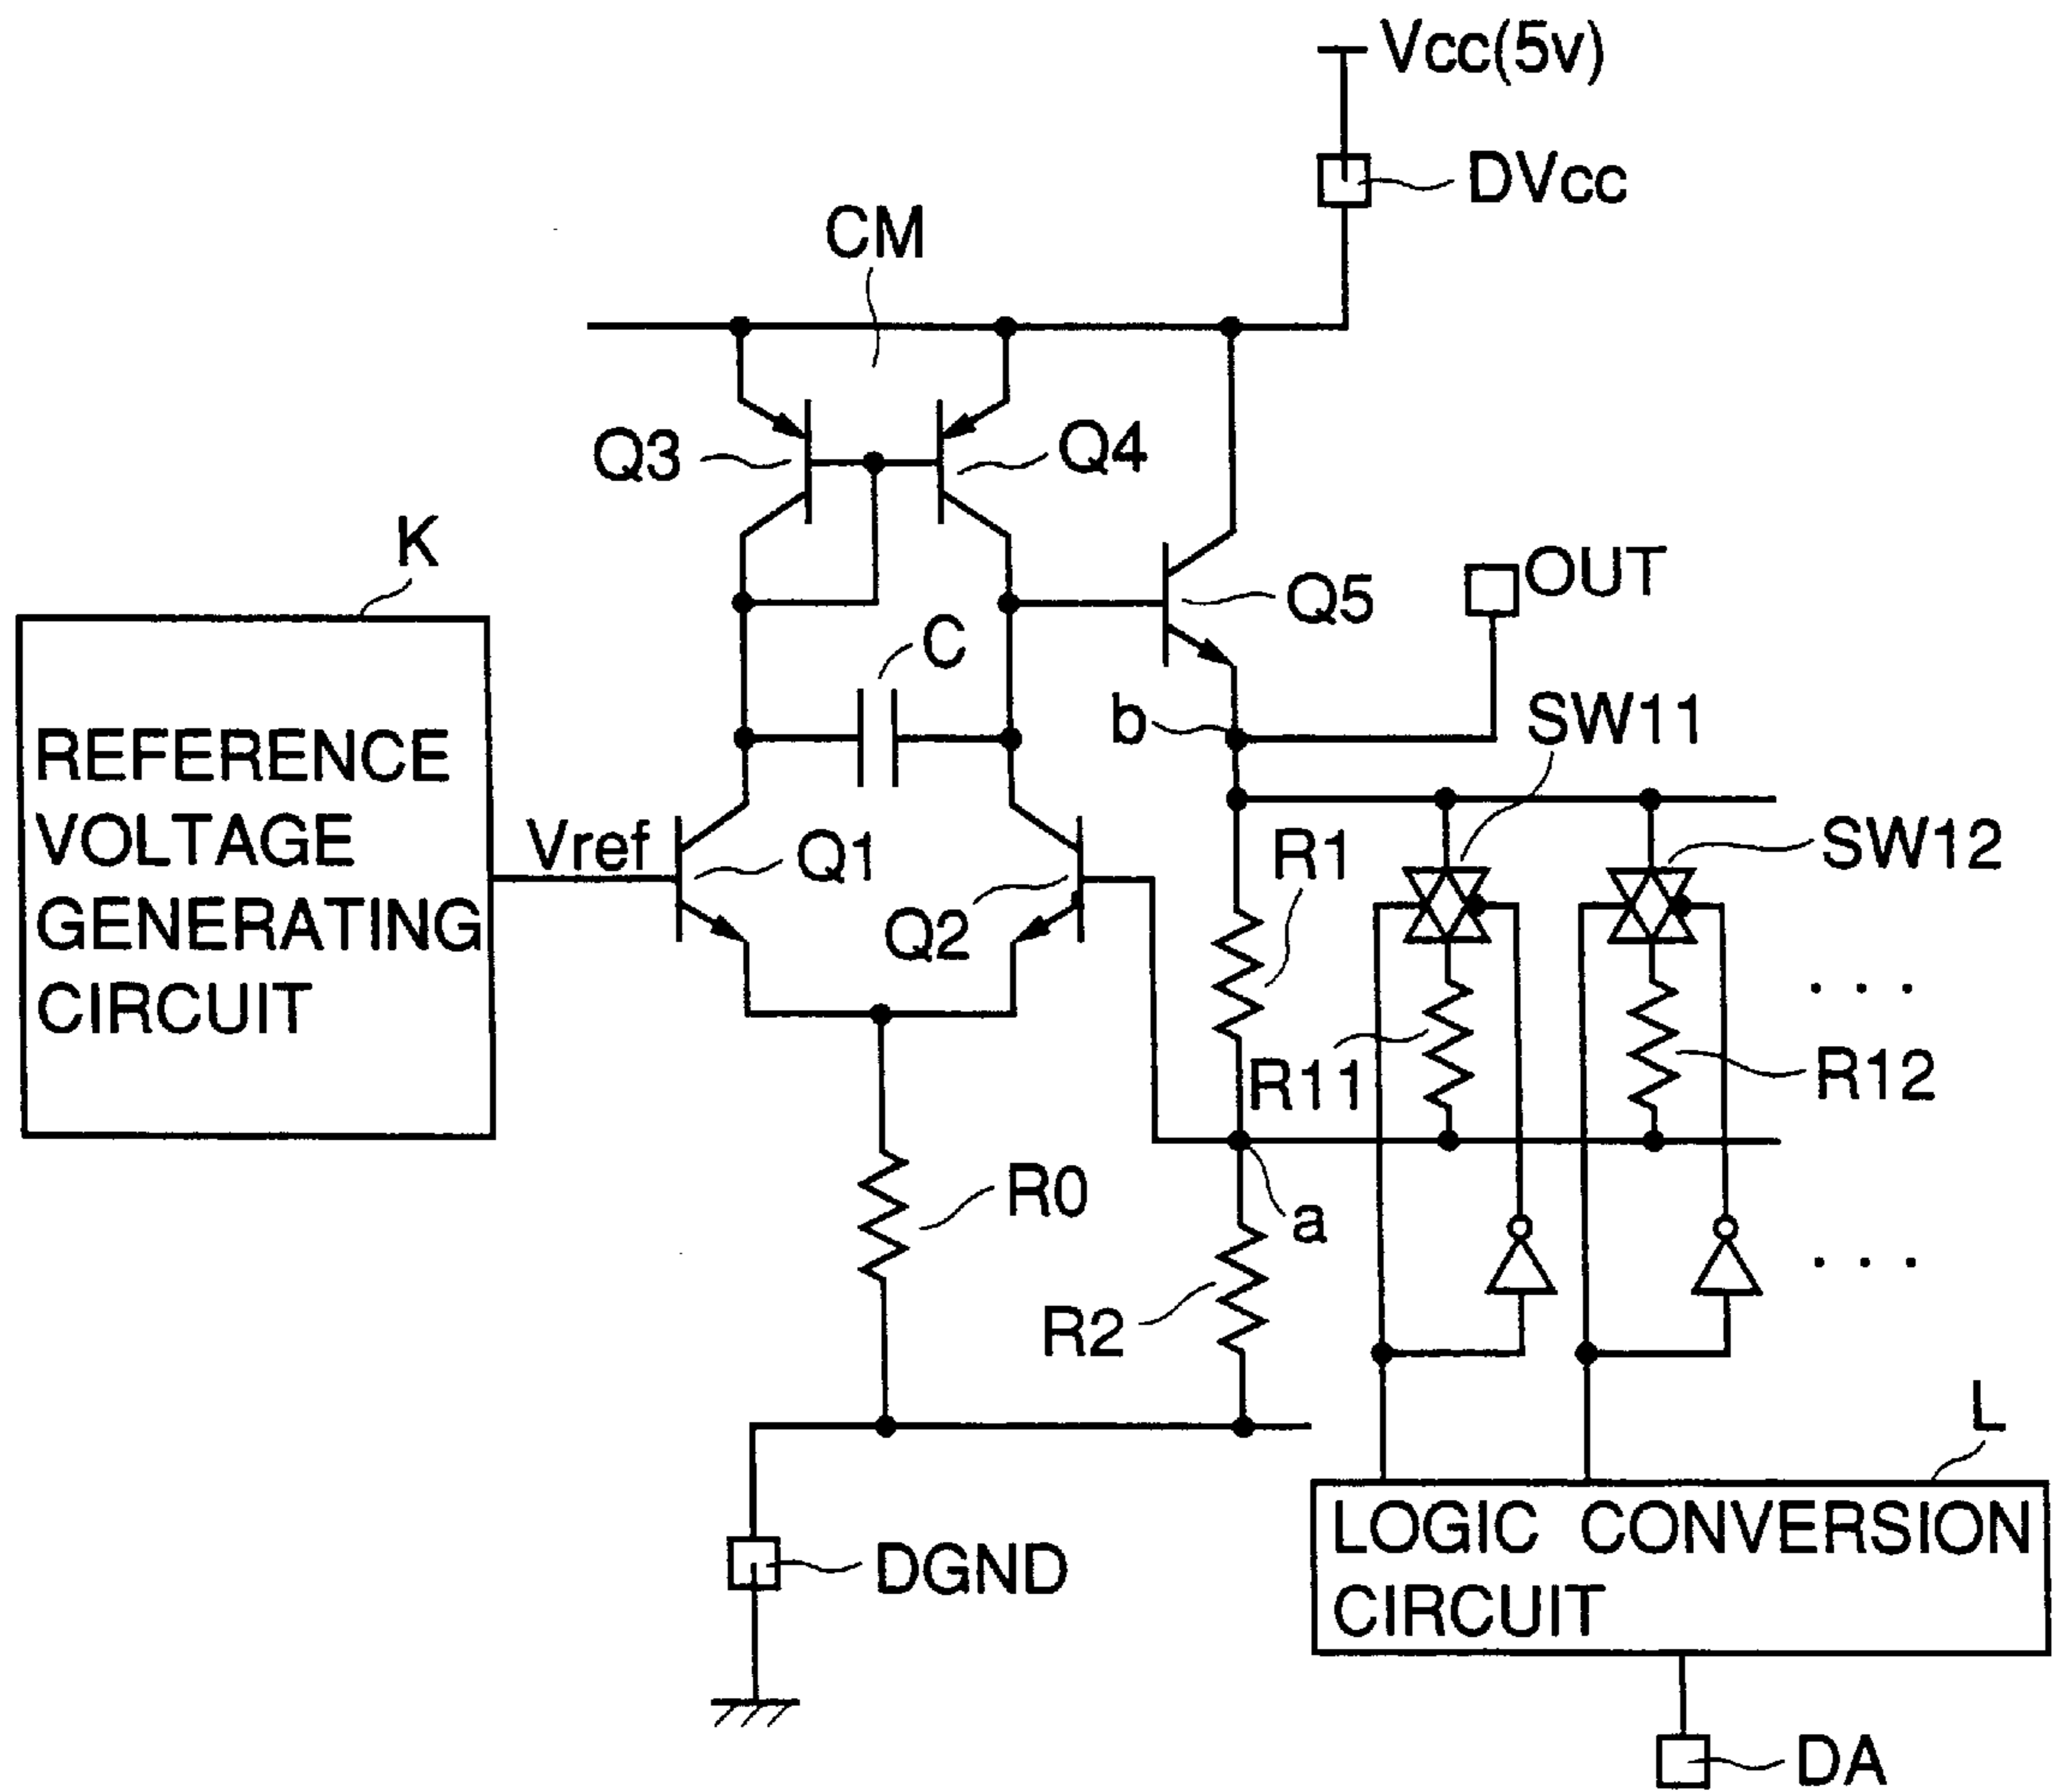 Vcc(5v)
DVcc
CM
Q3
Q4
K
OUT
Q5
C
b
SW11
REFERENCE
VOLTAGE
GENERATING
CIRCUIT
Vref
Q1
Q2
R1
SW12
. . .
R11
R12
R0
a
R2
. . .
L
LOGIC CONVERSION
CIRCUIT
DGND
DA